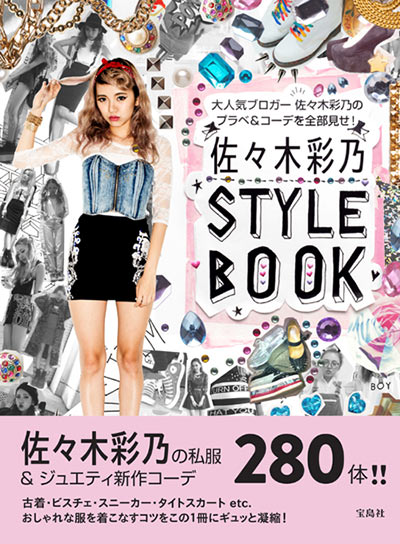 大人気ブロガー 佐々木彩乃の
プラベ&コーデを全部見せ!
佐々木彩乃
STYLE
BOOK
TURN OFF
BOY
佐々木彩乃の私服
& ジュエティ新作コーデ
280体!!
古着・ビスチェ・スニーカー・タイトスカート etc.
おしゃれな服を着こなすコツをこの1冊にギュッと凝縮!
宝島社